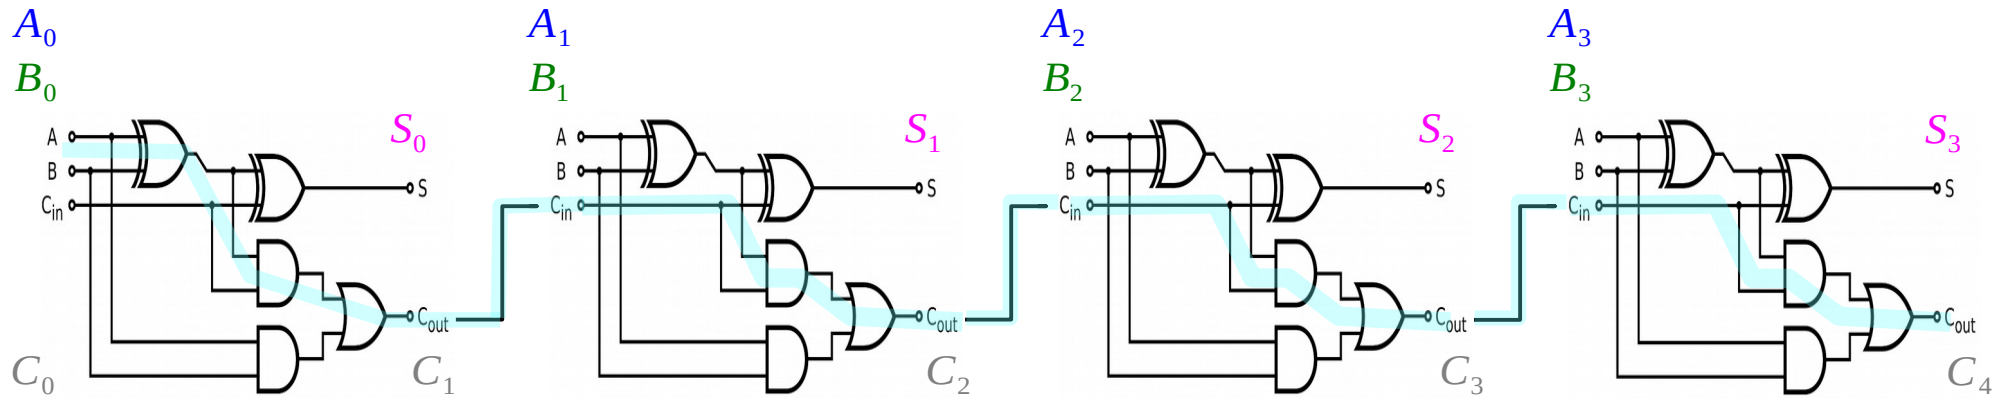 A0 A1 A2 A3
B0 B1 B2 B3
A S0 A S1 A S2 A S3
B S B S B S B S
Cin Cin Cin Cin
Cout Cout Cout Cout
C0 C1 C2 C3 C4